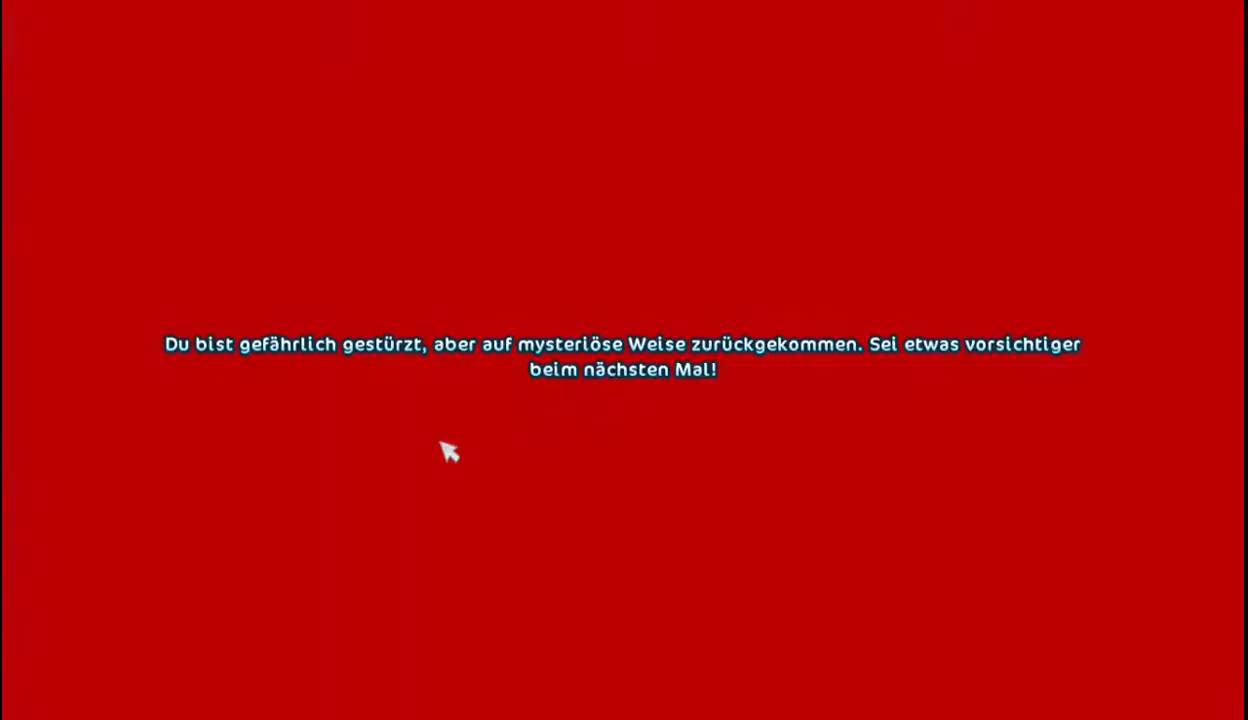 Du bist gefährlich gestürzt, aber auf mysteriöse Weise zurückgekommen. Sei etwas vorsichtiger
beim nächsten Mal!